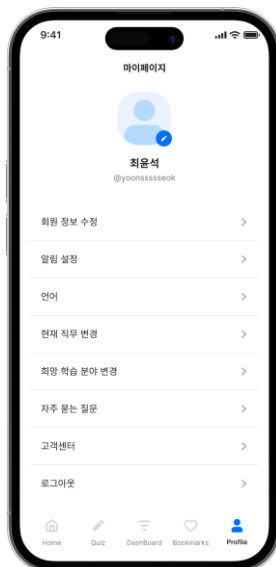 9:41
마이페이지
최윤석
@yoonssssseok
회원 정보 수정
알림 설정
언어
현재 직무 변경
희망 학습 분야 변경
자주 묻는 질문
고객센터
로그아웃
Home Quiz DashBoard Bookmarks Profile